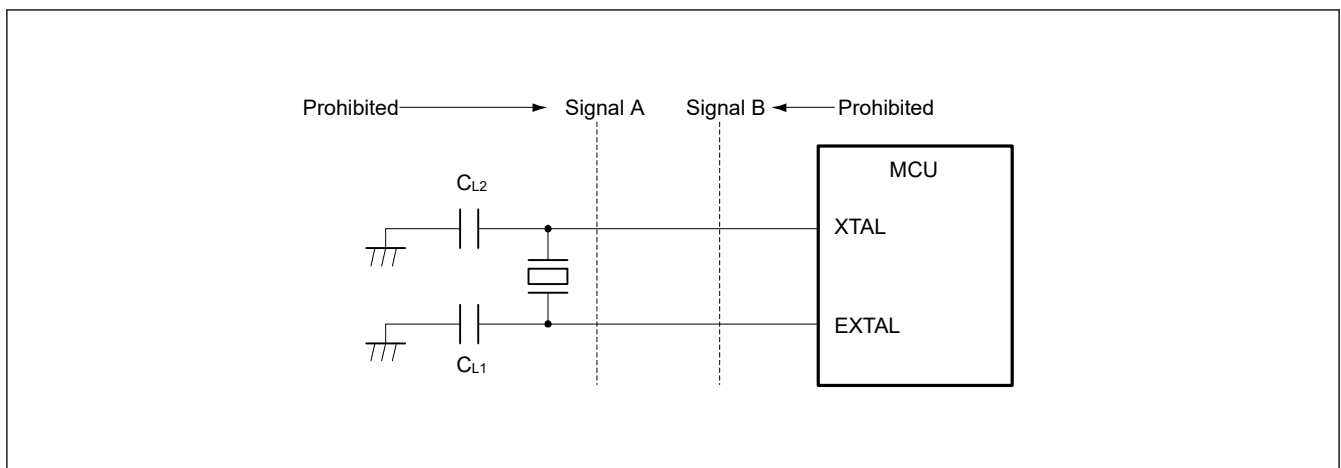 Prohibited
Signal A
Signal B
Prohibited
MCU
CL2
XTAL
EXTAL
CL1